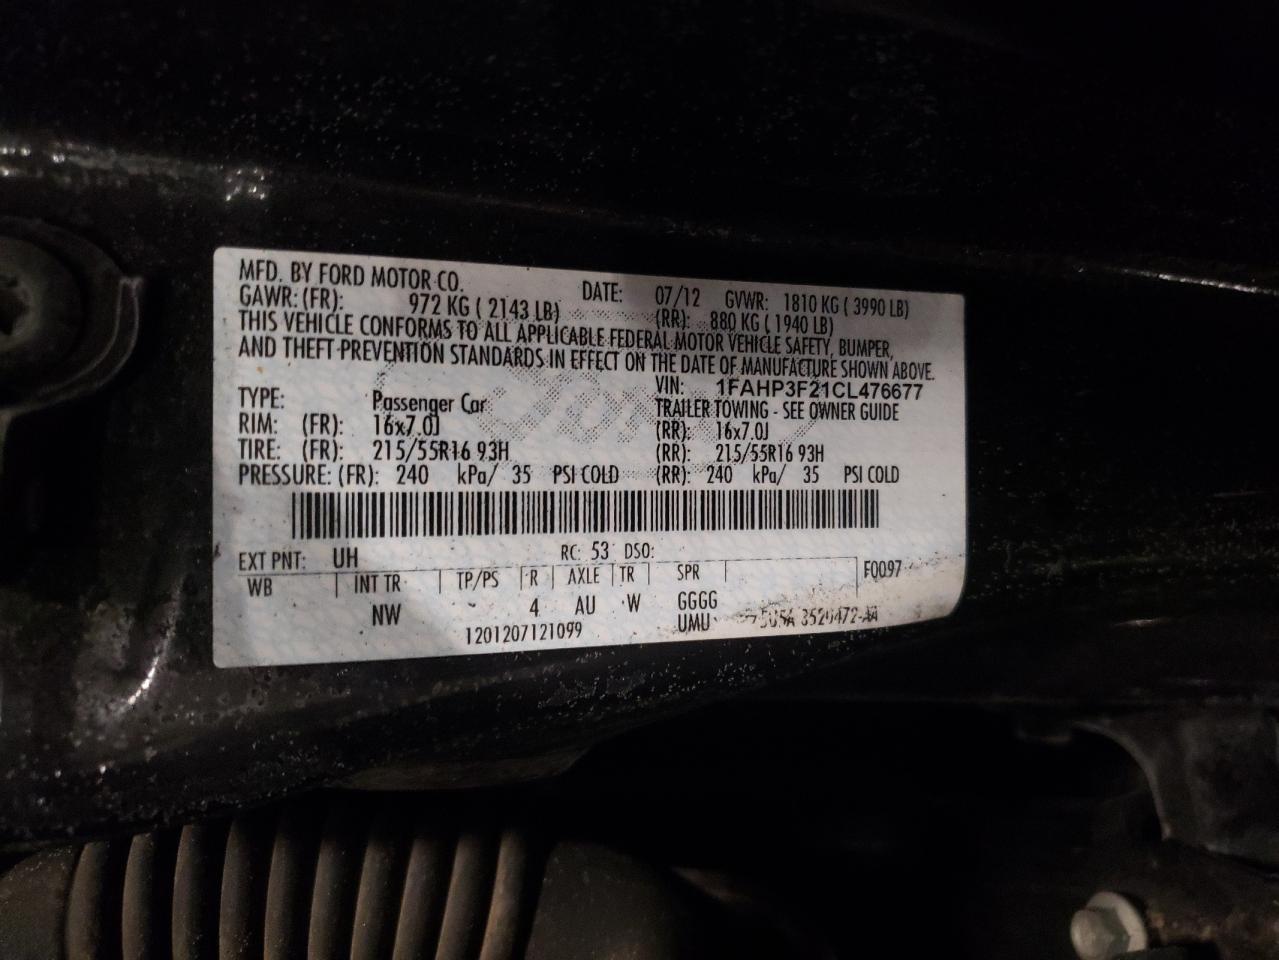 MFD. BY FORD MOTOR CO.
DATE: 07/12 GVWR: 1810 KG ( 3990 LB)
GAWR: (FR): 972 KG ( 2143 LB) (RR): 880 KG ( 1940 LB)
THIS VEHICLE CONFORMS TO ALL APPLICABLE FEDERAL MOTOR VEHICLE SAFETY, BUMPER,
AND THEFT PREVENTION STANDARDS IN EFFECT ON THE DATE OF MANUFACTURE SHOWN ABOVE.
VIN: 1FAHP3F21CL476677
TYPE: Passenger Car TRAILER TOWING - SEE OWNER GUIDE
RIM: (FR): 16x7.0J (RR): 16x7.0J
TIRE: (FR): 215/55R16 93H (RR): 215/55R16 93H
PRESSURE: (FR): 240 kPa/ 35 PSI COLD (RR): 240 kPa/ 35 PSI COLD
EXT PNT: UH RC: 53 DSO:
WB INT TR TP/PS R AXLE TR SPR F0097
NW 4 AU W GGGG
1201207121099 UMU